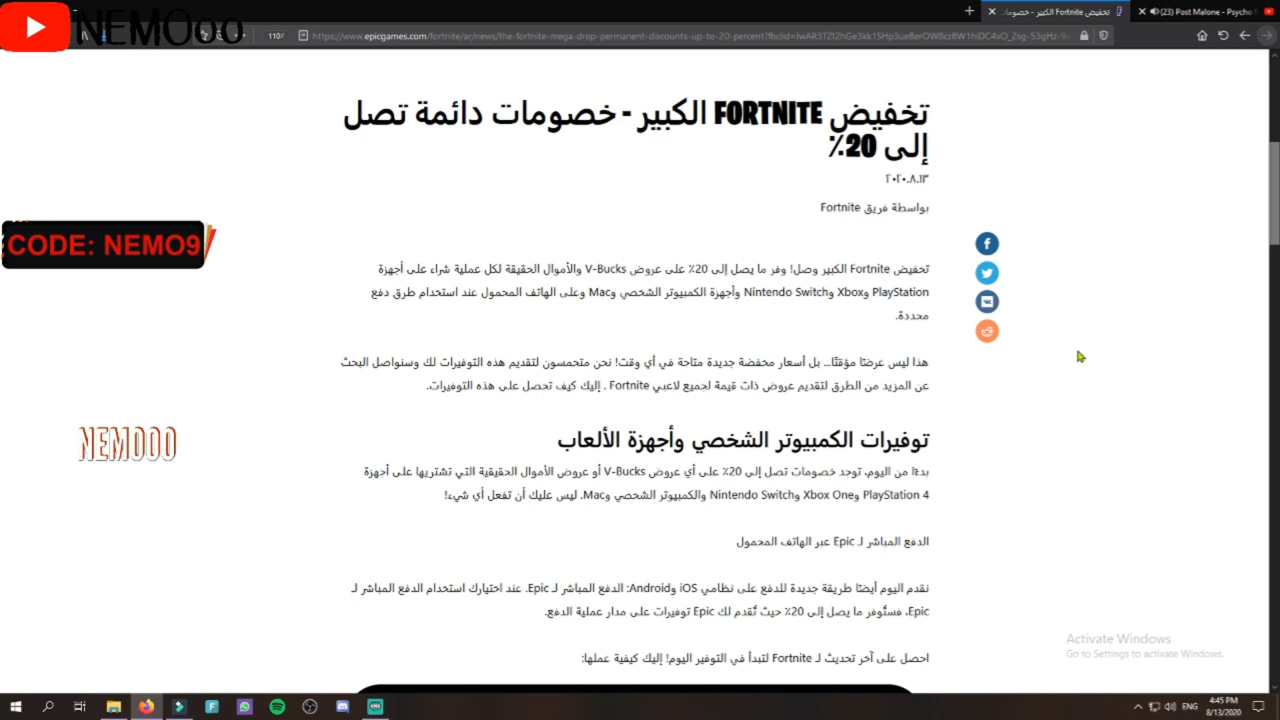 NEMOoo
تخفيض Fortnite الكبير - خصومات
(23) Post Malone - Psycho
110%
https://www.epicgames.com/fortnite/ar/news/the-fortnite-mega-drop-permanent-discounts-up-to-20-percent?fbclid=
تخفيض FORTNITE الكبير - خصومات دائمة تصل
إلى 20٪
٢٠٢٠.٨.١٣
بواسطة فريق Fortnite
CODE: NEMO9
تخفيض Fortnite الكبير وصل! وفر ما يصل إلى 20٪ على عروض V-Bucks والأموال الحقيقة لكل عملية شراء على أجهزة
PlayStation وXbox وNintendo Switch وأجهزة الكمبيوتر الشخصي وMac وعلى الهاتف المحمول عند استخدام طرق دفع
محددة.
هذا ليس عرضًا مؤقتًا... بل أسعار مخفضة جديدة متاحة في أي وقت! نحن متحمسون لتقديم هذه التوفيرات لك وسنواصل البحث
عن المزيد من الطرق لتقديم عروض ذات قيمة لجميع لاعبي Fortnite . إليك كيف تحصل على هذه التوفيرات.
توفيرات الكمبيوتر الشخصي وأجهزة الألعاب
NEMOOO
بدءًا من اليوم، توجد خصومات تصل إلى 20٪ على أي عروض V-Bucks أو عروض الأموال الحقيقية التي تشتريها على أجهزة
PlayStation 4 وXbox One وNintendo Switch والكمبيوتر الشخصي وMac. ليس عليك أن تفعل أي شيء!
الدفع المباشر لـ Epic عبر الهاتف المحمول
نقدم اليوم أيضًا طريقة جديدة للدفع على نظامي iOS وAndroid: الدفع المباشر لـ Epic. عند اختيارك استخدام الدفع المباشر لـ
Epic، فستُوفر ما يصل إلى 20٪ حيث تُقدم لك Epic توفيرات على مدار عملية الدفع.
احصل على آخر تحديث لـ Fortnite لتبدأ في التوفير اليوم! إليك كيفية عملها:
Activate Windows
Go to Settings to activate Windows.
ENG
4:45 PM
8/13/2020